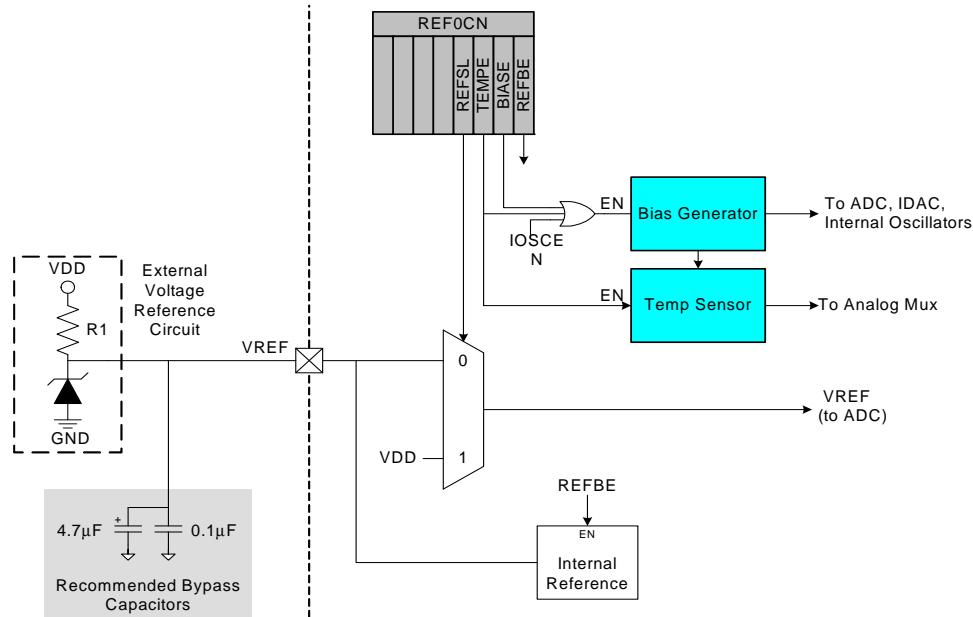 REF0CN
REFSL
TEMPE
BIASE
REFBE
EN
Bias Generator
To ADC, IDAC,
Internal Oscillators
IOSCE
N
EN
Temp Sensor
To Analog Mux
VDD
External
Voltage
Reference
Circuit
R1
GND
VREF
0
VREF
(to ADC)
VDD
1
REFBE
EN
Internal
Reference
4.7μF
+
0.1μF
Recommended Bypass
Capacitors